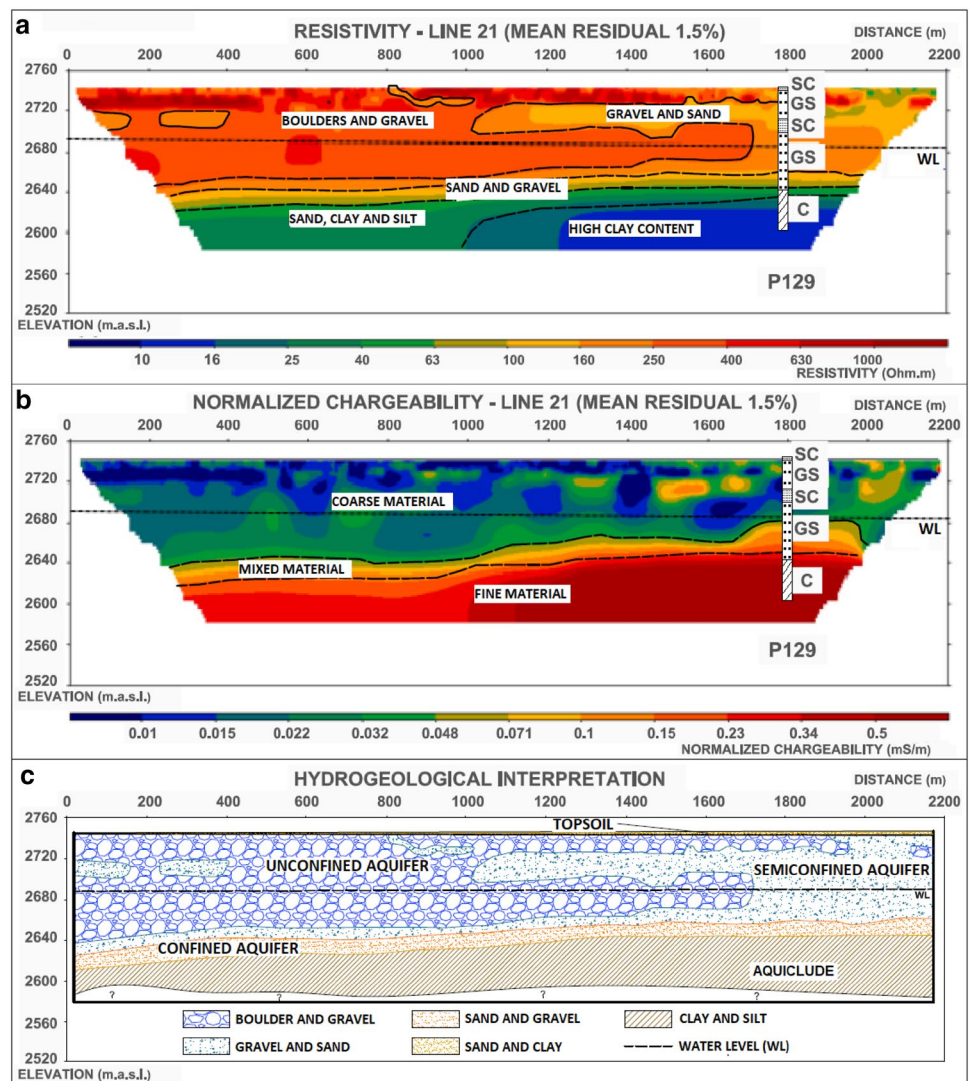 a
RESISTIVITY - LINE 21 (MEAN RESIDUAL 1.5%)
DISTANCE (m)
0 200 400 600 800 1000 1200 1400 1600 1800 2000 2200
2760
2720
2680
2640
2600
2560
2520
BOULDERS AND GRAVEL
GRAVEL AND SAND
SAND AND GRAVEL
SAND, CLAY AND SILT
HIGH CLAY CONTENT
SC
GS
SC
GS
C
WL
P129
ELEVATION (m.a.s.l.)
10 16 25 40 63 100 160 250 400 630 1000
RESISTIVITY (Ohm.m)
b
NORMALIZED CHARGEABILITY - LINE 21 (MEAN RESIDUAL 1.5%)
DISTANCE (m)
0 200 400 600 800 1000 1200 1400 1600 1800 2000 2200
2760
2720
2680
2640
2600
2560
2520
COARSE MATERIAL
MIXED MATERIAL
FINE MATERIAL
SC
GS
SC
GS
C
WL
P129
ELEVATION (m.a.s.l.)
0.01 0.015 0.022 0.032 0.048 0.071 0.1 0.15 0.23 0.34 0.5
NORMALIZED CHARGEABILITY (mS/m)
c
HYDROGEOLOGICAL INTERPRETATION
DISTANCE (m)
0 200 400 600 800 1000 1200 1400 1600 1800 2000 2200
2760
2720
2680
2640
2600
2560
2520
TOPSOIL
UNCONFINED AQUIFER
SEMICONFINED AQUIFER
WL
CONFINED AQUIFER
AQUICLUDE
? ? ? ?
BOULDER AND GRAVEL
SAND AND GRAVEL
CLAY AND SILT
GRAVEL AND SAND
SAND AND CLAY
WATER LEVEL (WL)
ELEVATION (m.a.s.l.)